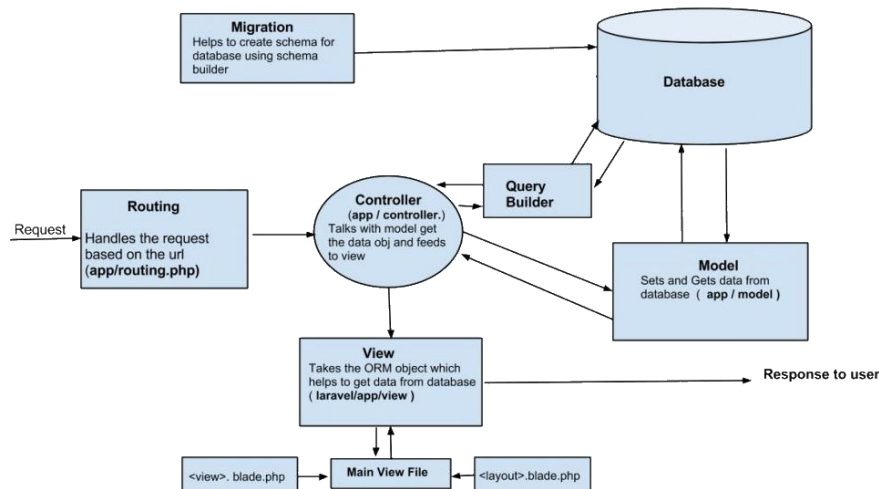 Migration
Helps to create schema for
database using schema
builder
Database
Query
Builder
Request
Routing
Handles the request
based on the url
(app/routing.php)
Controller
(app / controller.)
Talks with model get
the data obj and feeds
to view
Model
Sets and Gets data from
database ( app / model )
View
Takes the ORM object which
helps to get data from database
( laravel/app/view )
Response to user
<view>. blade.php
Main View File
<layout>.blade.php